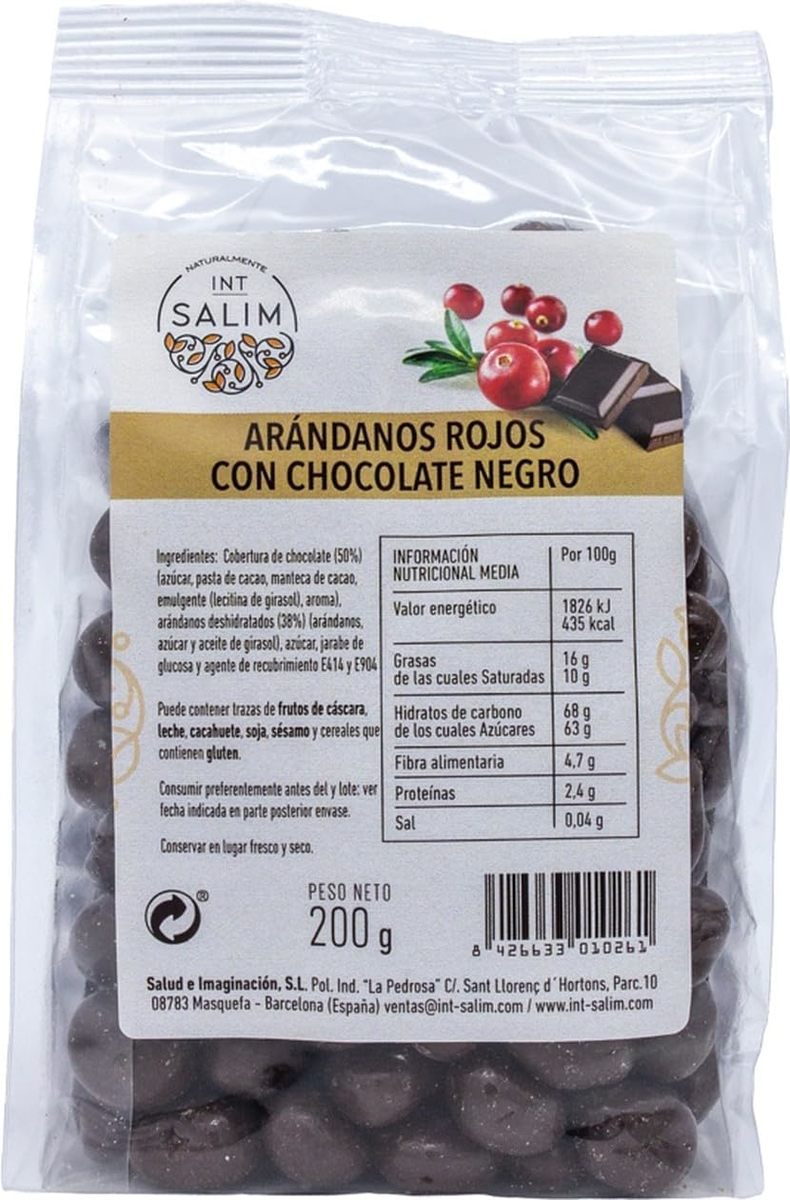 NATURALMENTE
INT
SALIM
ARÁNDANOS ROJOS
CON CHOCOLATE NEGRO
Ingredientes: Cobertura de chocolate (50%)
(azúcar, pasta de cacao, manteca de cacao,
emulgente (lecitina de girasol), aroma),
arándanos deshidratados (38%) (arándanos,
azúcar y aceite de girasol), azúcar, jarabe de
glucosa y agente de recubrimiento E414 y E904
Puede contener trazas de frutos de cáscara,
leche, cacahuete, soja, sésamo y cereales que
contienen gluten.
Consumir preferentemente antes del y lote: ver
fecha indicada en parte posterior envase.
Conservar en lugar fresco y seco.
INFORMACIÓN Por 100g
NUTRICIONAL MEDIA
Valor energético 1826 kJ
435 kcal
Grasas 16 g
de las cuales Saturadas 10 g
Hidratos de carbono 68 g
de los cuales Azúcares 63 g
Fibra alimentaria 4,7 g
Proteínas 2,4 g
Sal 0,04 g
®
PESO NETO
200 g
8 426633 010261
Salud e Imaginación, S.L. Pol. Ind. "La Pedrosa" C/. Sant Llorenç d´Hortons, Parc.10
08783 Masquefa - Barcelona (España) ventas@int-salim.com / www.int-salim.com